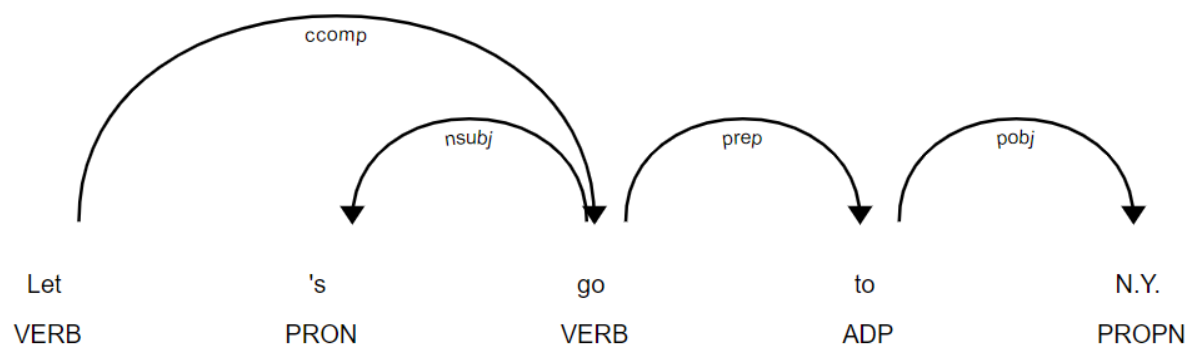 ccomp
nsubj prep pobj
Let 's go to N.Y.
VERB PRON VERB ADP PROPN